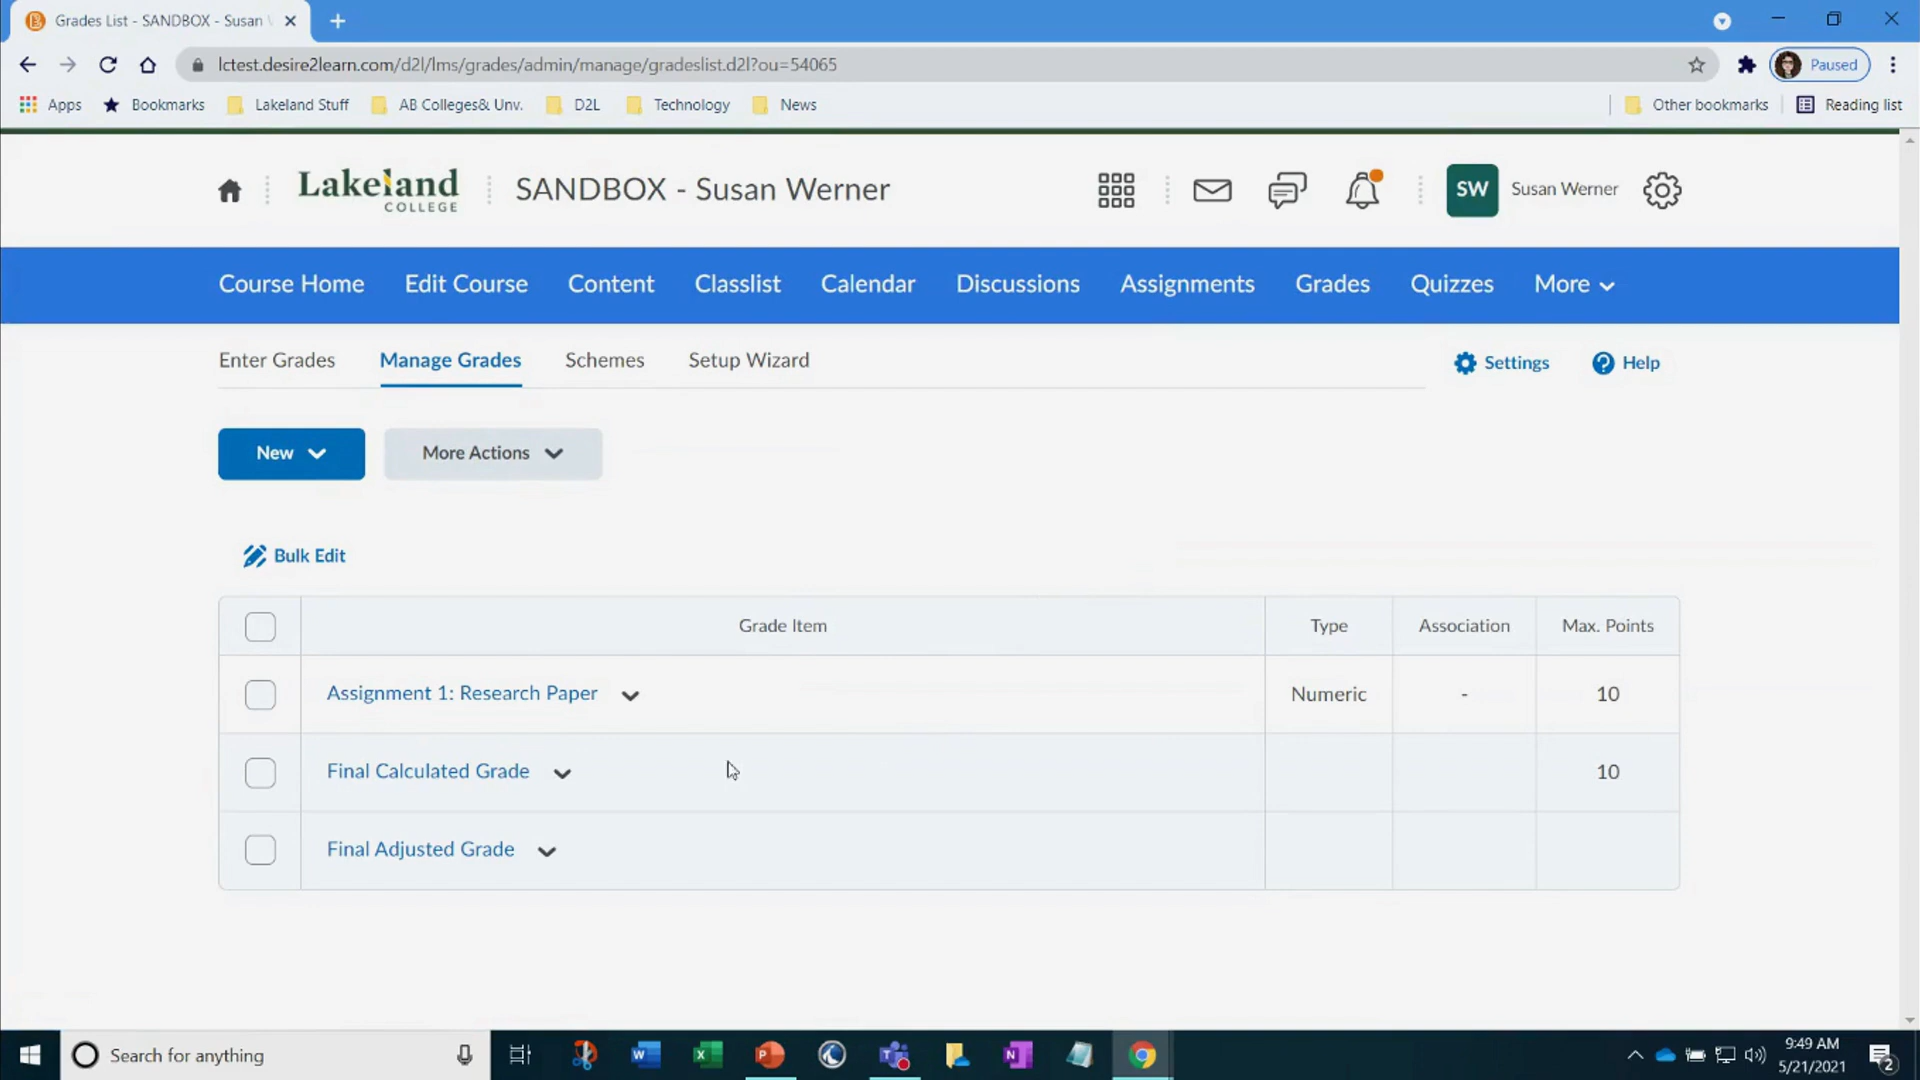 Grades List - SANDBOX - Susan
lctest.desire2learn.com/d2l/lms/grades/admin/manage/gradeslist.d2l?ou=54065
Paused
Apps Bookmarks Lakeland Stuff AB Colleges& Unv. D2L Technology News Other bookmarks Reading list
Lakeland
COLLEGE
SANDBOX - Susan Werner
SW Susan Werner
Course Home Edit Course Content Classlist Calendar Discussions Assignments Grades Quizzes More
Enter Grades Manage Grades Schemes Setup Wizard Settings Help
New More Actions
Bulk Edit
Grade Item Type Association Max. Points
Assignment 1: Research Paper Numeric - 10
Final Calculated Grade 10
Final Adjusted Grade
Search for anything
9:49 AM
5/21/2021
2